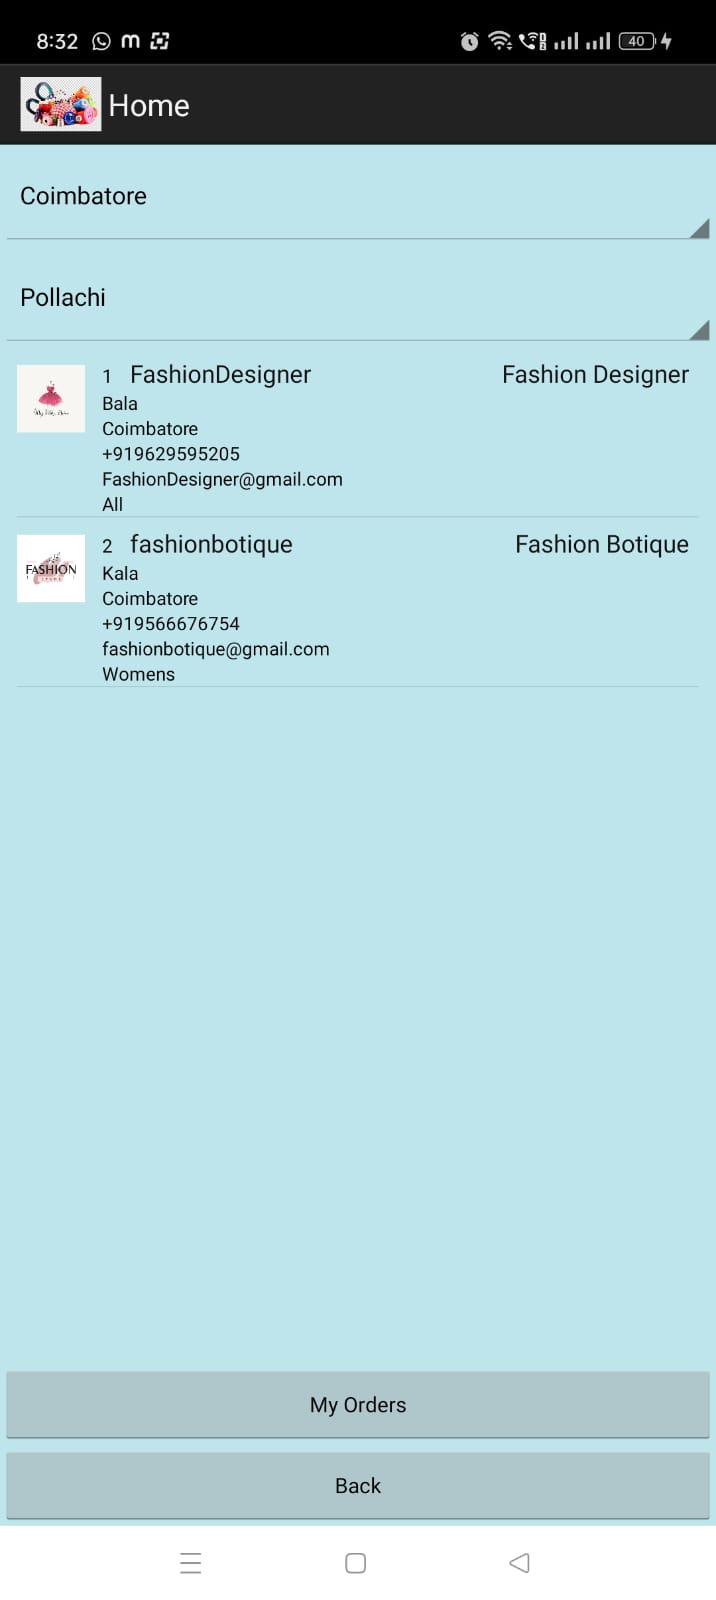 8:32 m 40
Home
Coimbatore
Pollachi
1 FashionDesigner Fashion Designer
Bala
Coimbatore
+919629595205
FashionDesigner@gmail.com
All
FASHION
2 fashionbotique Fashion Botique
Kala
Coimbatore
+919566676754
fashionbotique@gmail.com
Womens
My Orders
Back